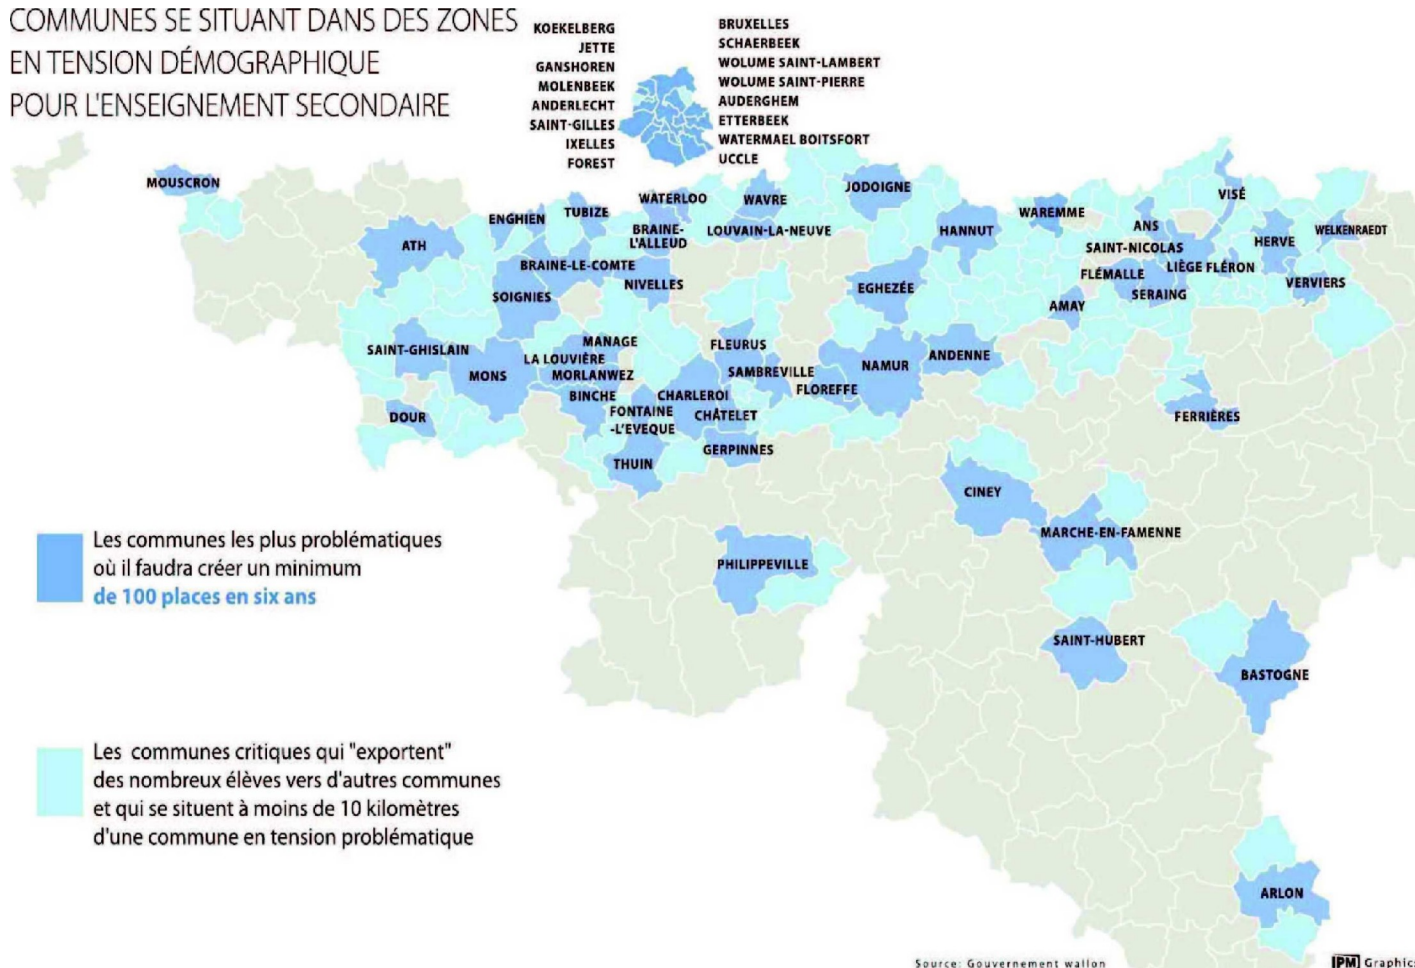 COMMUNES SE SITUANT DANS DES ZONES
EN TENSION DÉMOGRAPHIQUE
POUR L'ENSEIGNEMENT SECONDAIRE
KOEKELBERG
JETTE
GANSHOREN
MOLENBEEK
ANDERLECHT
SAINT-GILLES
IXELLES
FOREST
BRUXELLES
SCHAERBEEK
WOLUME SAINT-LAMBERT
WOLUME SAINT-PIERRE
AUDERGHEM
ETTERBEEK
WATERMAEL BOITSFORT
UCCLE
MOUSCRON
ATH
ENGHIEN
TUBIZE
WATERLOO
BRAINE-
L'ALLEUD
WAVRE
LOUVAIN-LA-NEUVE
JODOIGNE
HANNUT
WAREMME
VISÉ
ANS
SAINT-NICOLAS
LIÈGE
FLÉRON
HERVE
WELKENRAEDT
FLÉMALLE
SERAING
VERVIERS
AMAY
BRAINE-LE-COMTE
SOIGNIES
NIVELLES
EGHEZÉE
SAINT-GHISLAIN
MONS
LA LOUVIÈRE
MANAGE
MORLANWEZ
FLEURUS
SAMBREVILLE
FLOREFFE
NAMUR
ANDENNE
DOUR
BINCHE
FONTAINE
-L'EVEQUE
CHARLEROI
CHÂTELET
GERPINNES
THUIN
FERRIÈRES
CINEY
MARCHE-EN-FAMENNE
PHILIPPEVILLE
SAINT-HUBERT
BASTOGNE
ARLON
Les communes les plus problématiques
où il faudra créer un minimum
de 100 places en six ans
Les communes critiques qui "exportent"
des nombreux élèves vers d'autres communes
et qui se situent à moins de 10 kilomètres
d'une commune en tension problématique
Source: Gouvernement wallon
IPM Graphics